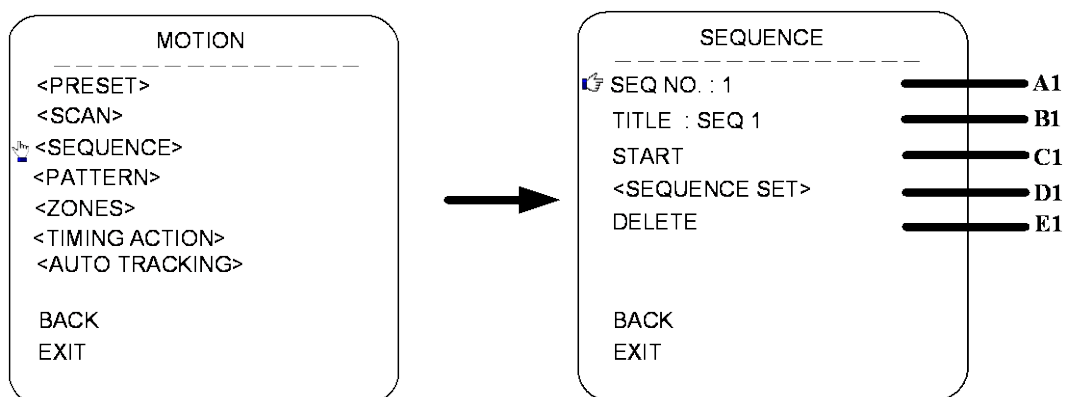 MOTION
<PRESET>
<SCAN>
<SEQUENCE>
<PATTERN>
<ZONES>
<TIMING ACTION>
<AUTO TRACKING>
BACK
EXIT
SEQUENCE
SEQ NO. : 1
TITLE : SEQ 1
START
<SEQUENCE SET>
DELETE
BACK
EXIT
A1
B1
C1
D1
E1